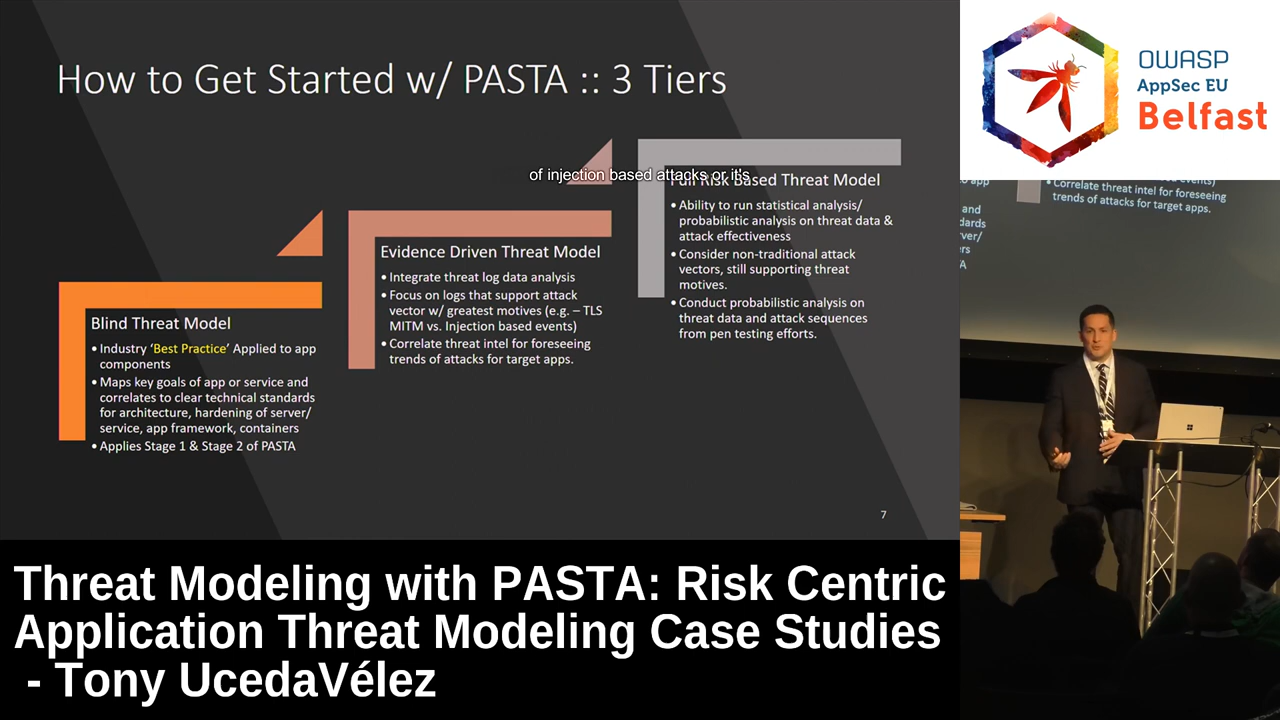 How to Get Started w/ PASTA :: 3 Tiers
of injection based attacks or it's
Blind Threat Model
• Industry ‘Best Practice’ Applied to app
components
• Maps key goals of app or service and
correlates to clear technical standards
for architecture, hardening of server/
service, app framework, containers
• Applies Stage 1 & Stage 2 of PASTA
Evidence Driven Threat Model
• Integrate threat log data analysis
• Focus on logs that support attack
vector w/ greatest motives (e.g. – TLS
MITM vs. Injection based events)
• Correlate threat intel for foreseeing
trends of attacks for target apps.
Full Risk Based Threat Model
• Ability to run statistical analysis/
probabilistic analysis on threat data &
attack effectiveness
• Consider non-traditional attack
vectors, still supporting threat
motives.
• Conduct probabilistic analysis on
threat data and attack sequences
from pen testing efforts.
7
OWASP
AppSec EU
Belfast
app
and
dards
ver/
ers
TA
events)
• Correlate threat intel for foreseeing
trends of attacks for target apps.
Threat Modeling with PASTA: Risk Centric
Application Threat Modeling Case Studies
- Tony UcedaVélez